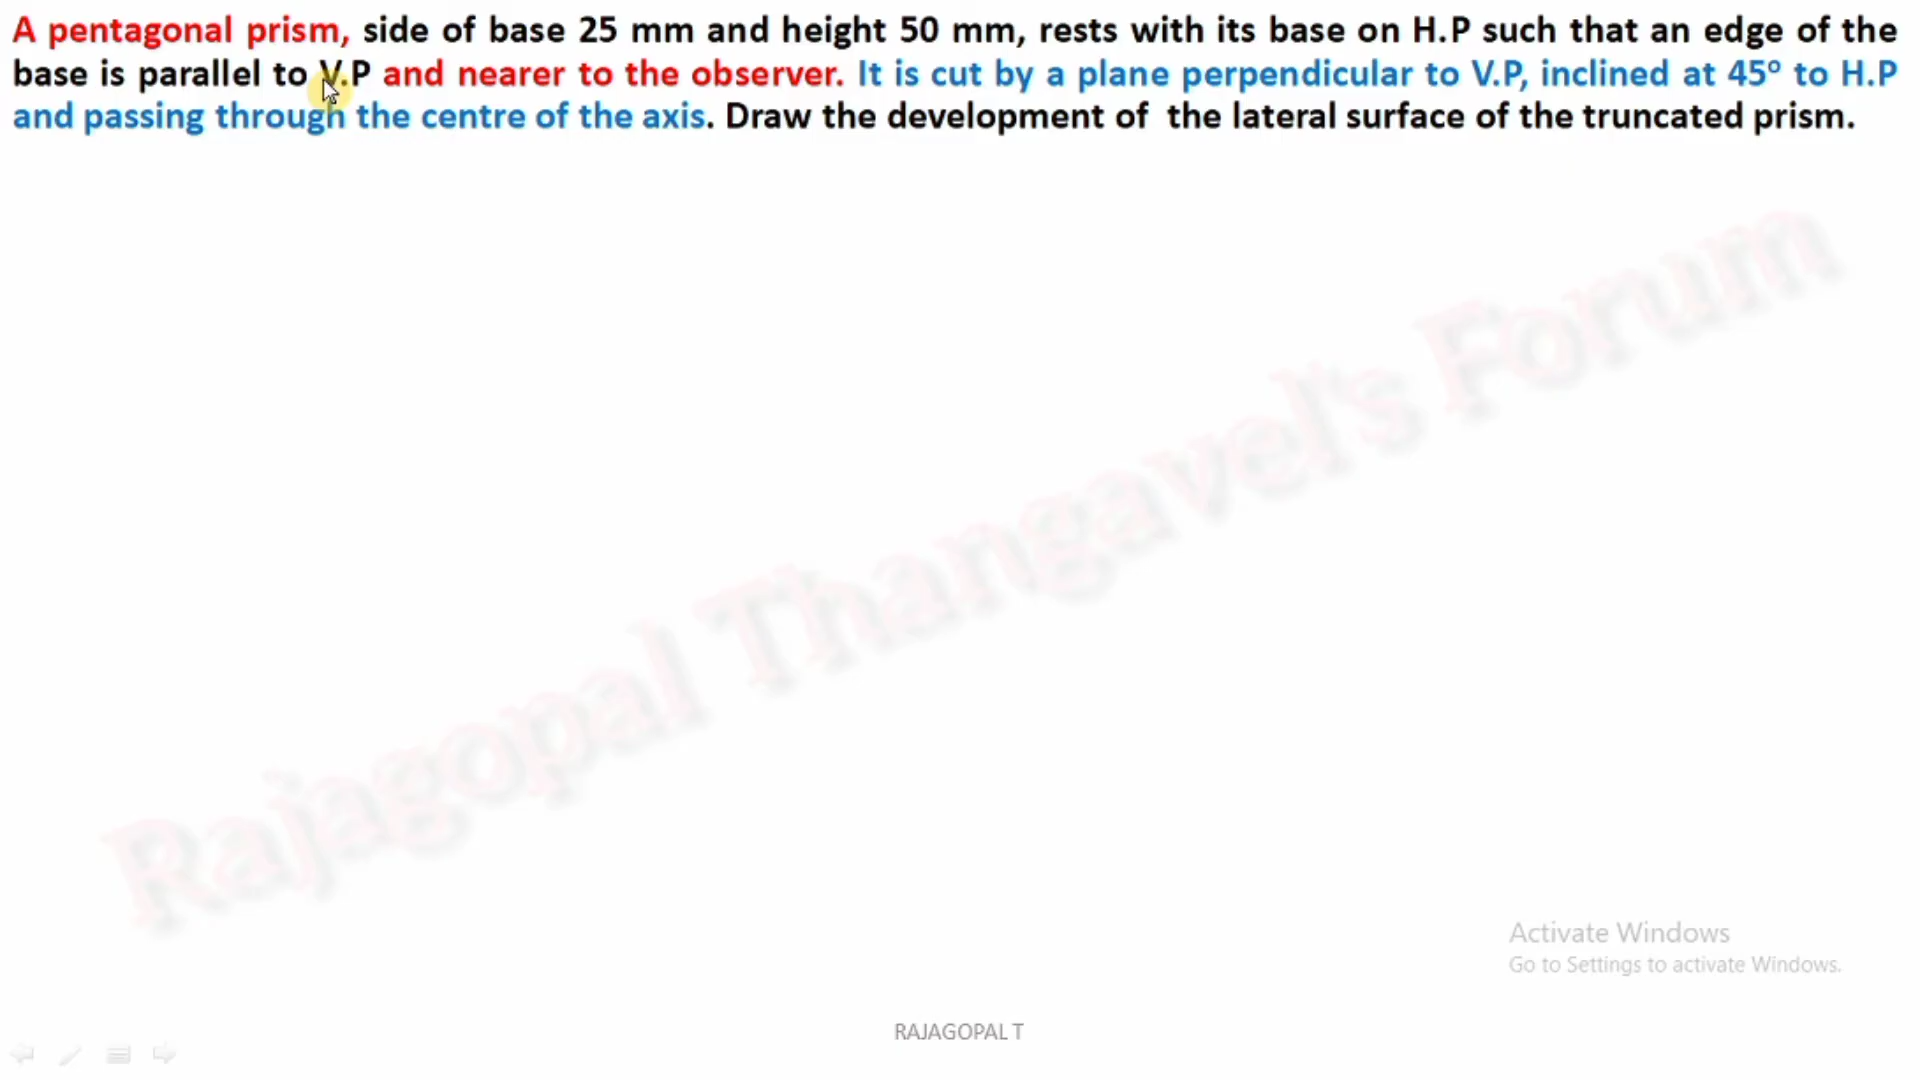 A pentagonal prism, side of base 25 mm and height 50 mm, rests with its base on H.P such that an edge of the
base is parallel to V.P and nearer to the observer. It is cut by a plane perpendicular to V.P, inclined at 45º to H.P
and passing through the centre of the axis. Draw the development of the lateral surface of the truncated prism.
Rajagopal Thangavel's Forum
Activate Windows
Go to Settings to activate Windows.
RAJAGOPAL T